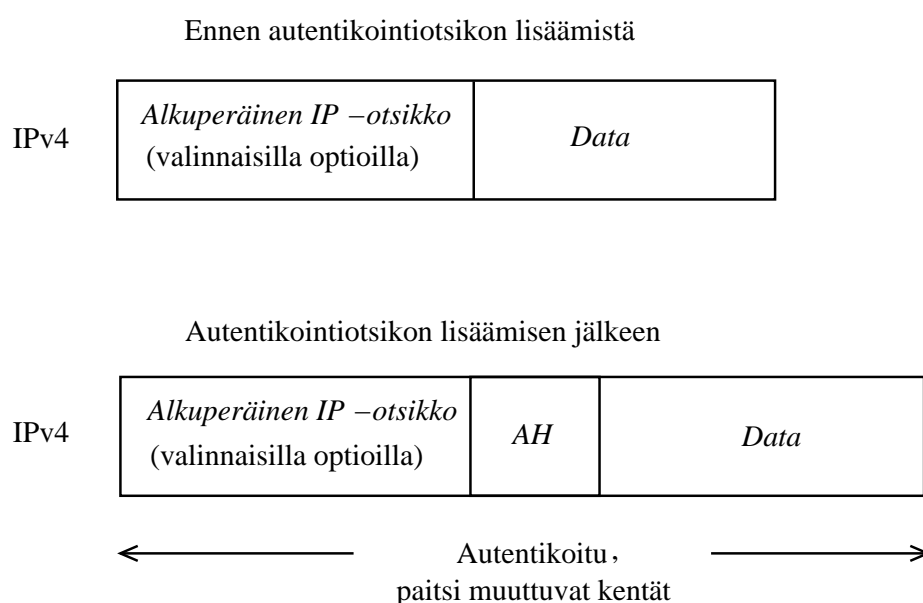 Ennen autentikointiotsikon lisäämistä
IPv4
Alkuperäinen IP –otsikko
(valinnaisilla optioilla)
Data
Autentikointiotsikon lisäämisen jälkeen
IPv4
Alkuperäinen IP –otsikko
(valinnaisilla optioilla)
AH
Data
Autentikoitu,
paitsi muuttuvat kentät